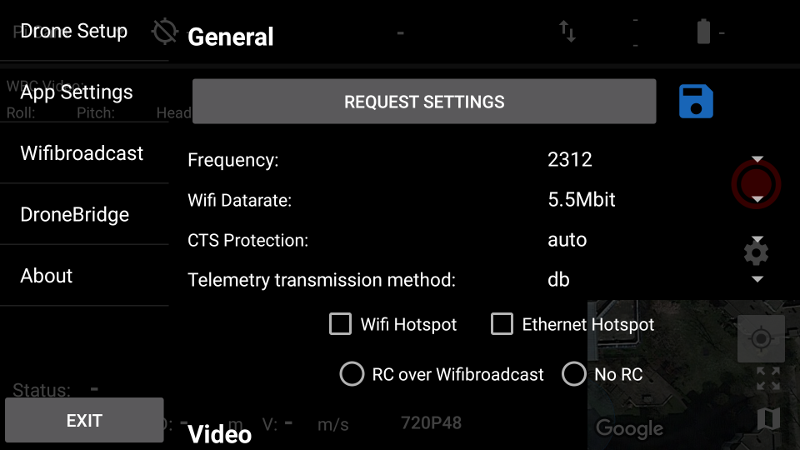 Drone Setup
General
-
-
-
-
WBC Video:
App Settings
Roll: Pitch: Head
REQUEST SETTINGS
Wifibroadcast
Frequency: 2312
Wifi Datarate: 5.5Mbit
DroneBridge
CTS Protection: auto
About
Telemetry transmission method: db
Wifi Hotspot
Ethernet Hotspot
RC over Wifibroadcast
No RC
Status: -
EXIT
D: - m V: - m/s 720P48
Video
Google